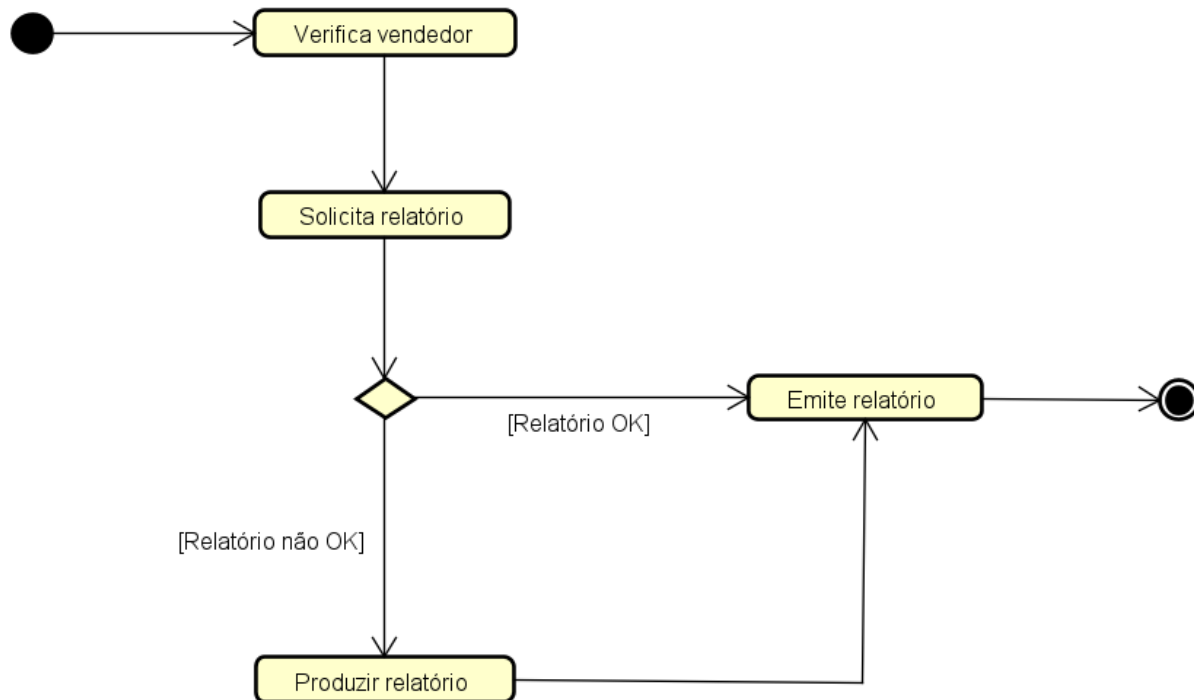 Verifica vendedor
Solicita relatório
Emite relatório
[Relatório OK]
[Relatório não OK]
Produzir relatório